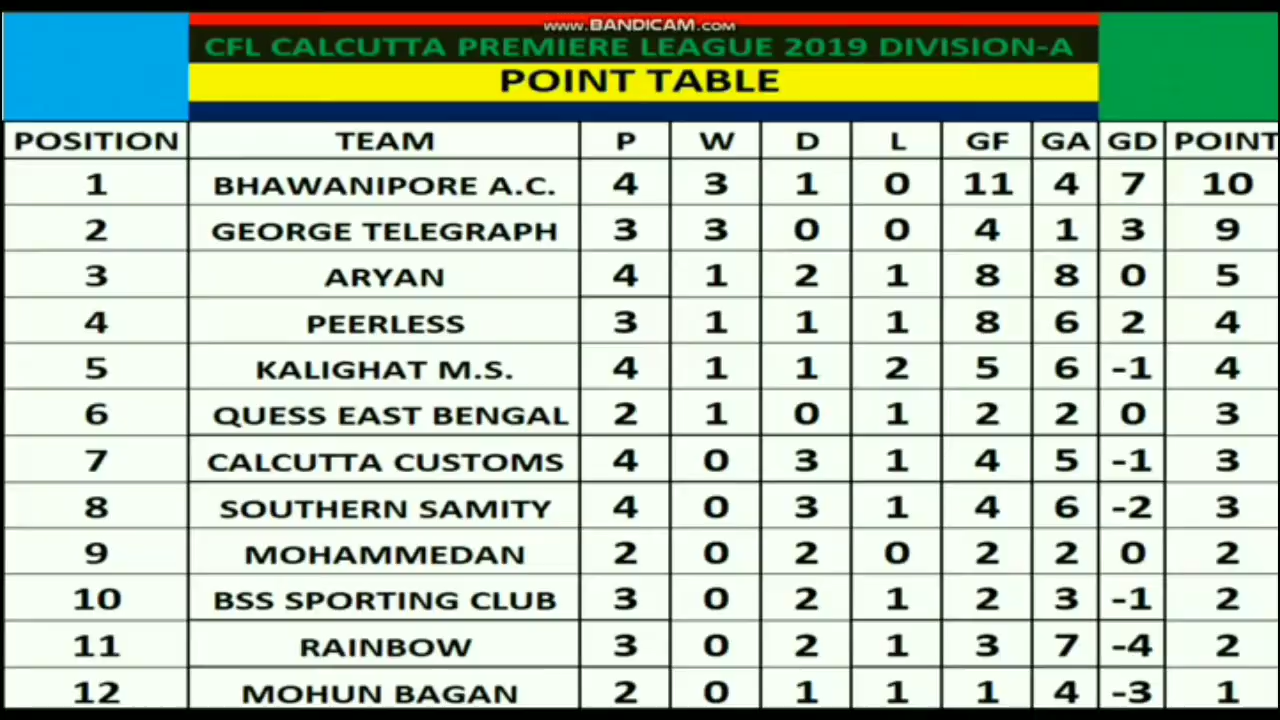 www.BANDICAM.com
CFL CALCUTTA PREMIERE LEAGUE 2019 DIVISION-A
POINT TABLE
POSITION TEAM P W D L GF GA GD POINT
1 BHAWANIPORE A.C. 4 3 1 0 11 4 7 10
2 GEORGE TELEGRAPH 3 3 0 0 4 1 3 9
3 ARYAN 4 1 2 1 8 8 0 5
4 PEERLESS 3 1 1 1 8 6 2 4
5 KALIGHAT M.S. 4 1 1 2 5 6 -1 4
6 QUESS EAST BENGAL 2 1 0 1 2 2 0 3
7 CALCUTTA CUSTOMS 4 0 3 1 4 5 -1 3
8 SOUTHERN SAMITY 4 0 3 1 4 6 -2 3
9 MOHAMMEDAN 2 0 2 0 2 2 0 2
10 BSS SPORTING CLUB 3 0 2 1 2 3 -1 2
11 RAINBOW 3 0 2 1 3 7 -4 2
12 MOHUN BAGAN 2 0 1 1 1 4 -3 1